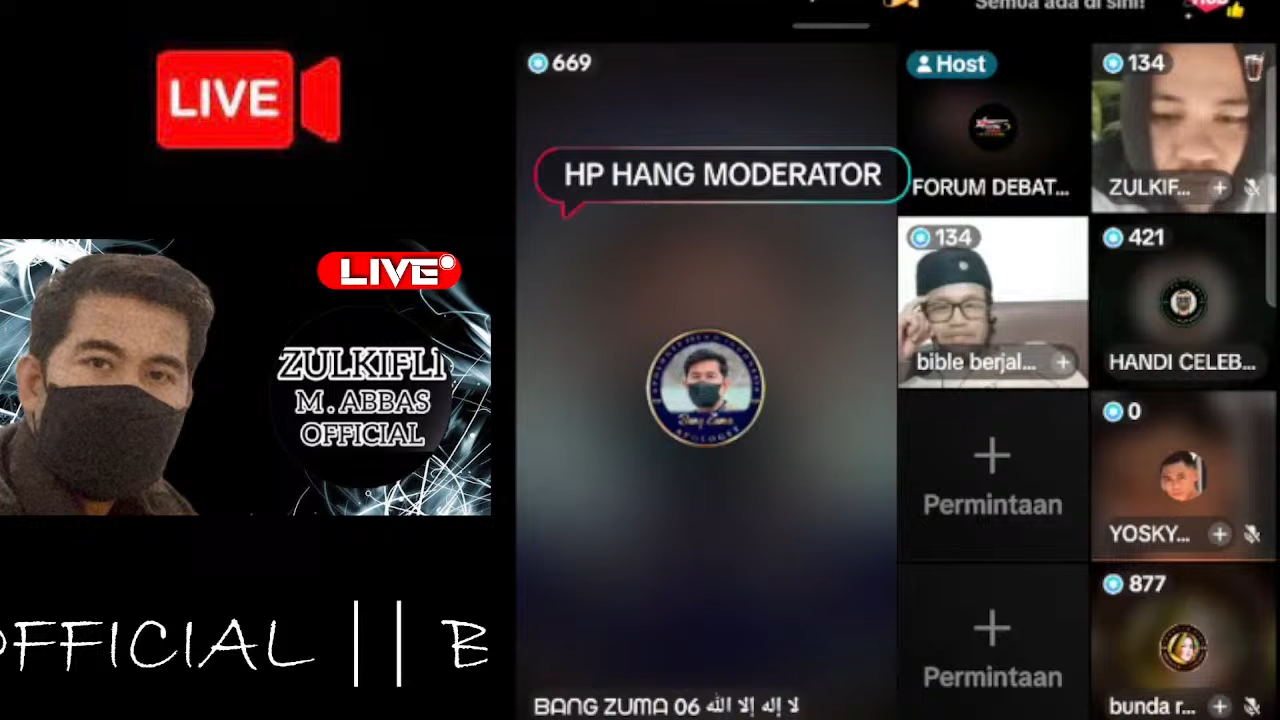 Semua ada di sini!
LIVE
LIVE
ZULKIFLI
M. ABBAS
OFFICIAL
OFFICIAL || B
669
HP HANG MODERATOR
BANG ZUMA 06 لا إله إلا الله
Host
FORUM DEBAT...
134
ZULKIF...
134
bible berjal...
421
HANDI CELEB...
Permintaan
0
YOSKY...
Permintaan
877
bunda r...